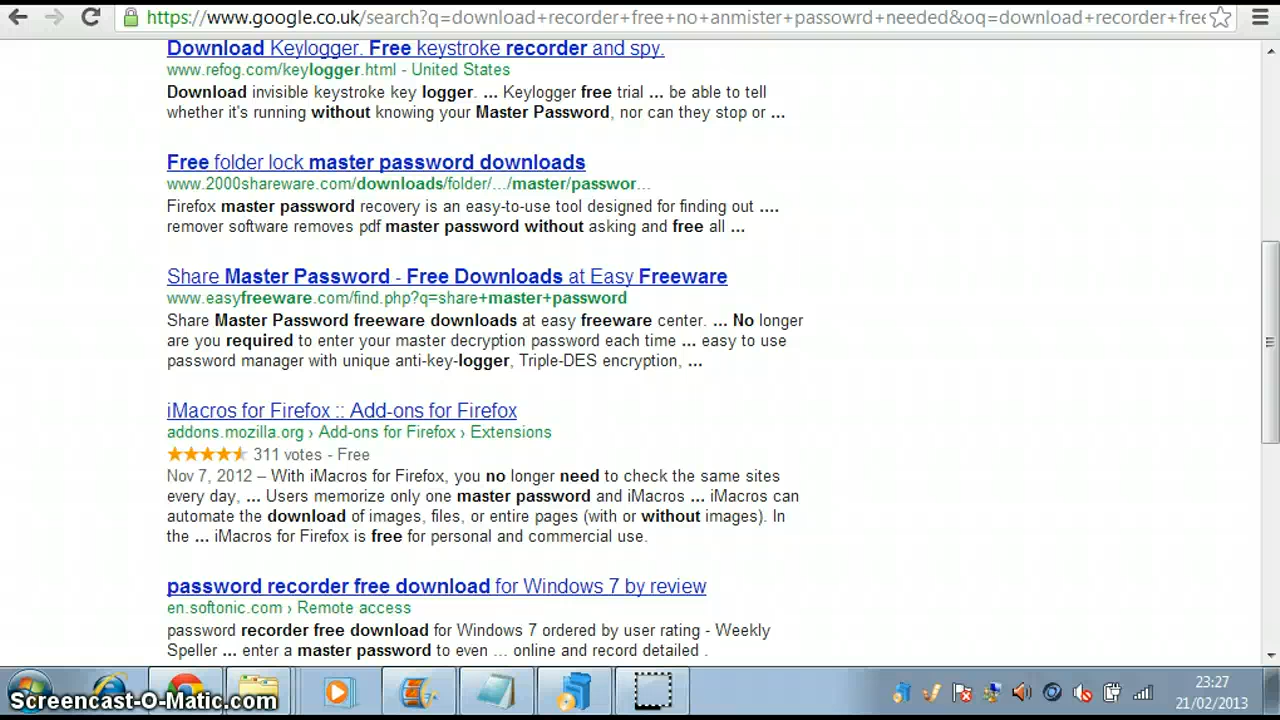 https://www.google.co.uk/search?q=download+recorder+free+no+anmister+passowrd+needed&oq=download+recorder+free
Download Keylogger. Free keystroke recorder and spy.
www.refog.com/keylogger.html - United States
Download invisible keystroke key logger. ... Keylogger free trial ... be able to tell
whether it's running without knowing your Master Password, nor can they stop or ...
Free folder lock master password downloads
www.2000shareware.com/downloads/folder/.../master/passwor...
Firefox master password recovery is an easy-to-use tool designed for finding out ....
remover software removes pdf master password without asking and free all ...
Share Master Password - Free Downloads at Easy Freeware
www.easyfreeware.com/find.php?q=share+master+password
Share Master Password freeware downloads at easy freeware center. ... No longer
are you required to enter your master decryption password each time ... easy to use
password manager with unique anti-key-logger, Triple-DES encryption, ...
iMacros for Firefox :: Add-ons for Firefox
addons.mozilla.org › Add-ons for Firefox › Extensions
311 votes - Free
Nov 7, 2012 – With iMacros for Firefox, you no longer need to check the same sites
every day, ... Users memorize only one master password and iMacros ... iMacros can
automate the download of images, files, or entire pages (with or without images). In
the ... iMacros for Firefox is free for personal and commercial use.
password recorder free download for Windows 7 by review
en.softonic.com › Remote access
password recorder free download for Windows 7 ordered by user rating - Weekly
Speller ... enter a master password to even ... online and record detailed .
Screencast-O-Matic.com
23:27
21/02/2013